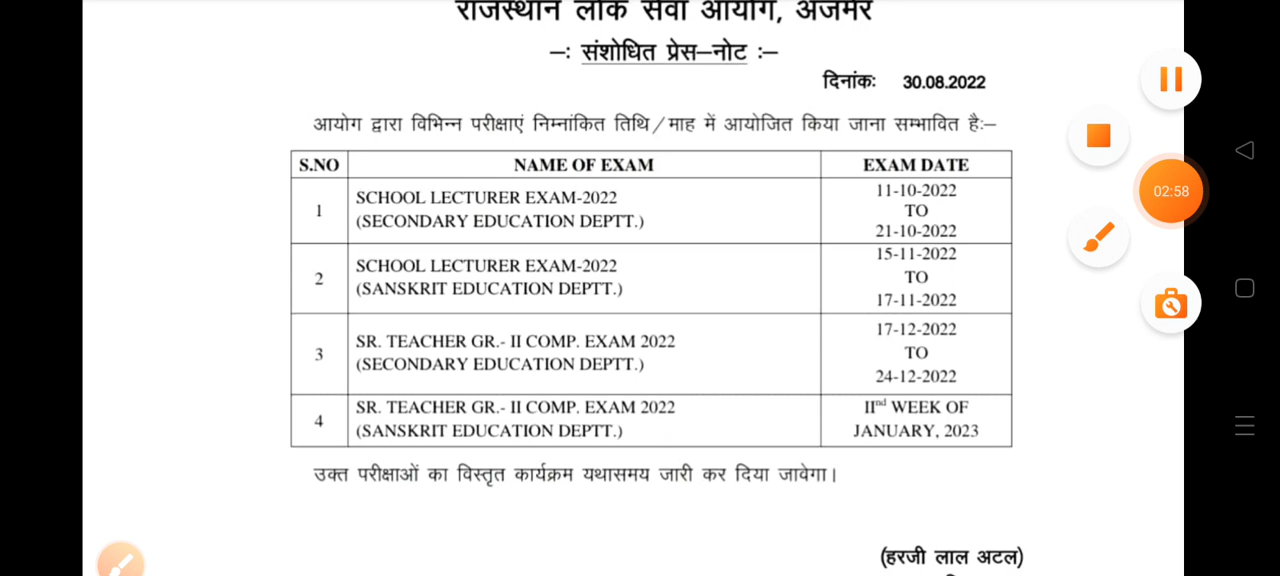 राजस्थान लोक सेवा आयोग, अजमेर
–: संशोधित प्रेस–नोट :–
दिनांकः 30.08.2022
आयोग द्वारा विभिन्न परीक्षाएं निम्नांकित तिथि/माह में आयोजित किया जाना सम्भावित हैः–
S.NO NAME OF EXAM EXAM DATE
1 SCHOOL LECTURER EXAM-2022 (SECONDARY EDUCATION DEPTT.) 11-10-2022 TO 21-10-2022
2 SCHOOL LECTURER EXAM-2022 (SANSKRIT EDUCATION DEPTT.) 15-11-2022 TO 17-11-2022
3 SR. TEACHER GR.- II COMP. EXAM 2022 (SECONDARY EDUCATION DEPTT.) 17-12-2022 TO 24-12-2022
4 SR. TEACHER GR.- II COMP. EXAM 2022 (SANSKRIT EDUCATION DEPTT.) IInd WEEK OF JANUARY, 2023
उक्त परीक्षाओं का विस्तृत कार्यक्रम यथासमय जारी कर दिया जावेगा।
(हरजी लाल अटल)
02:58